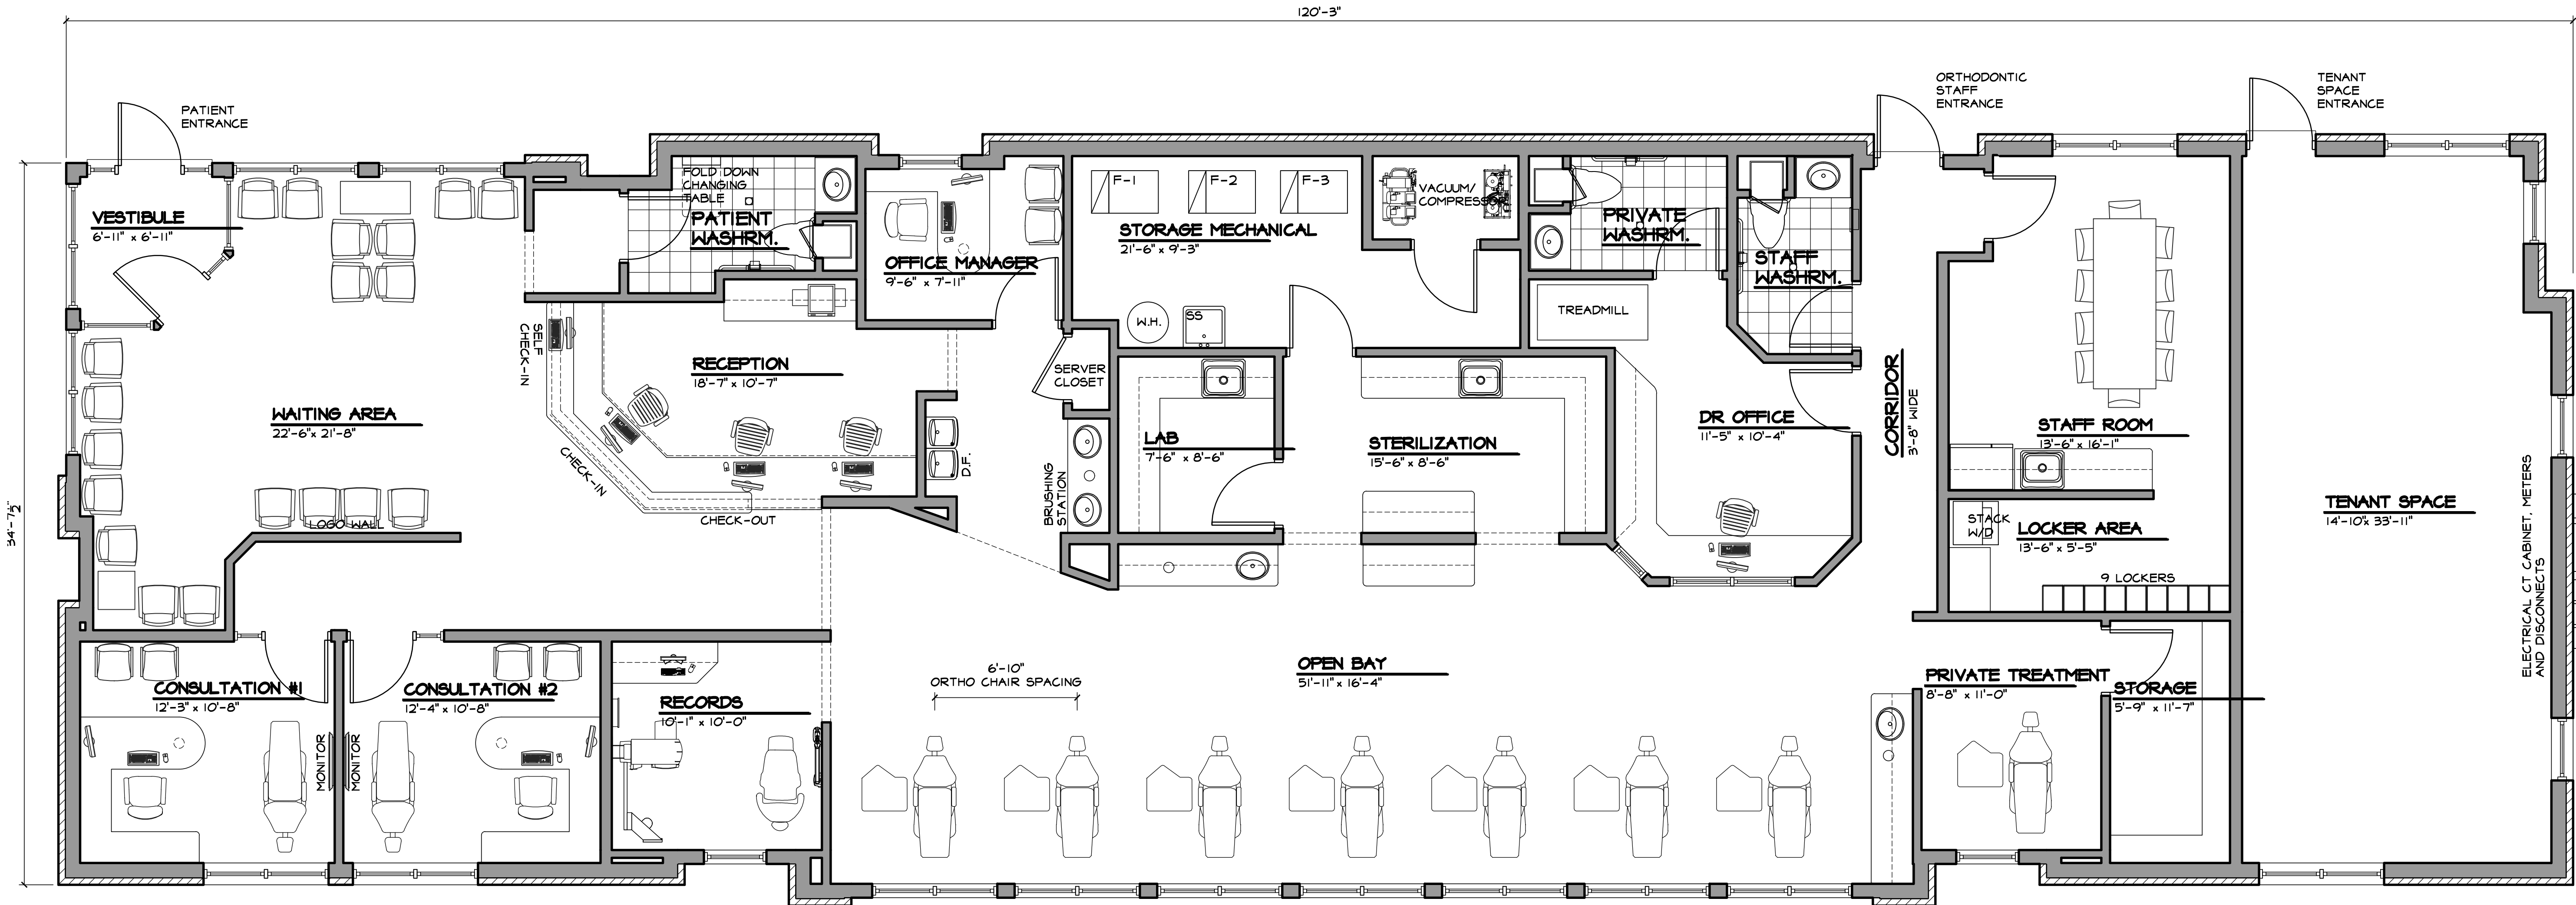 120'-3"
34'-7 1/2"
PATIENT
ENTRANCE
ORTHODONTIC
STAFF
ENTRANCE
TENANT
SPACE
ENTRANCE
VESTIBULE
6'-11" x 6'-11"
FOLD DOWN
CHANGING
TABLE
PATIENT
WASHRM.
OFFICE MANAGER
9'-6" x 7'-11"
F-1
F-2
F-3
STORAGE MECHANICAL
21'-6" x 9'-3"
VACUUM/
COMPRESSOR
PRIVATE
WASHRM.
STAFF
WASHRM.
W.H.
SS
TREADMILL
SELF
CHECK-IN
RECEPTION
18'-7" x 10'-7"
SERVER
CLOSET
WAITING AREA
22'-6" x 21'-8"
LAB
7'-6" x 8'-6"
STERILIZATION
15'-6" x 8'-6"
DR OFFICE
11'-5" x 10'-4"
CORRIDOR
3'-8" WIDE
STAFF ROOM
13'-6" x 16'-1"
CHECK-IN
CHECK-OUT
D.F.
BRUSHING
STATION
LOGO WALL
STACK
W/D
LOCKER AREA
13'-6" x 5'-5"
9 LOCKERS
TENANT SPACE
14'-10" x 33'-11"
ELECTRICAL CT CABINET, METERS
AND DISCONNECTS
CONSULTATION #1
12'-3" x 10'-8"
CONSULTATION #2
12'-4" x 10'-8"
MONITOR
MONITOR
RECORDS
10'-1" x 10'-0"
6'-10"
ORTHO CHAIR SPACING
OPEN BAY
51'-11" x 16'-4"
PRIVATE TREATMENT
8'-8" x 11'-0"
STORAGE
5'-9" x 11'-7"